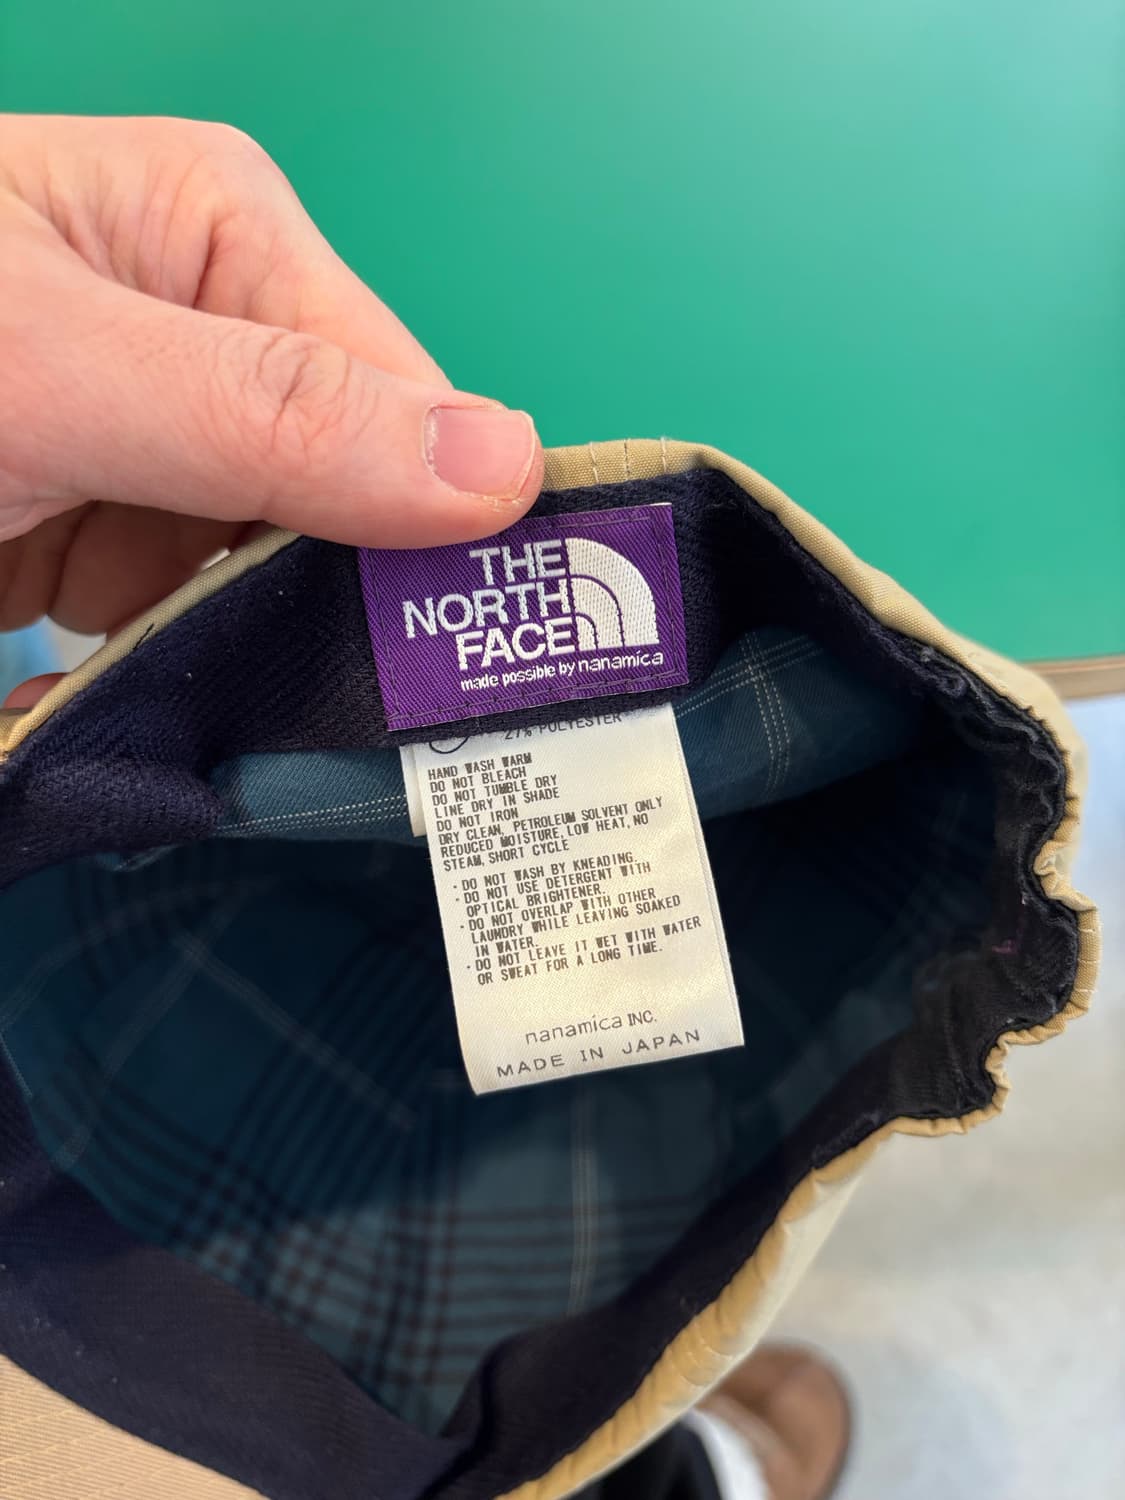 THE
NORTH
FACE
made possible by nanamica
27% POLYESTER
HAND WASH WARM
DO NOT BLEACH
DO NOT TUMBLE DRY
LINE DRY IN SHADE
DO NOT IRON
DRY CLEAN, PETROLEUM SOLVENT ONLY
REDUCED MOISTURE, LOW HEAT, NO
STEAM, SHORT CYCLE
・DO NOT WASH BY KNEADING.
・DO NOT USE DETERGENT WITH
OPTICAL BRIGHTENER.
・DO NOT OVERLAP WITH OTHER
LAUNDRY WHILE LEAVING SOAKED
IN WATER.
・DO NOT LEAVE IT WET WITH WATER
OR SWEAT FOR A LONG TIME.
nanamica INC.
MADE IN JAPAN